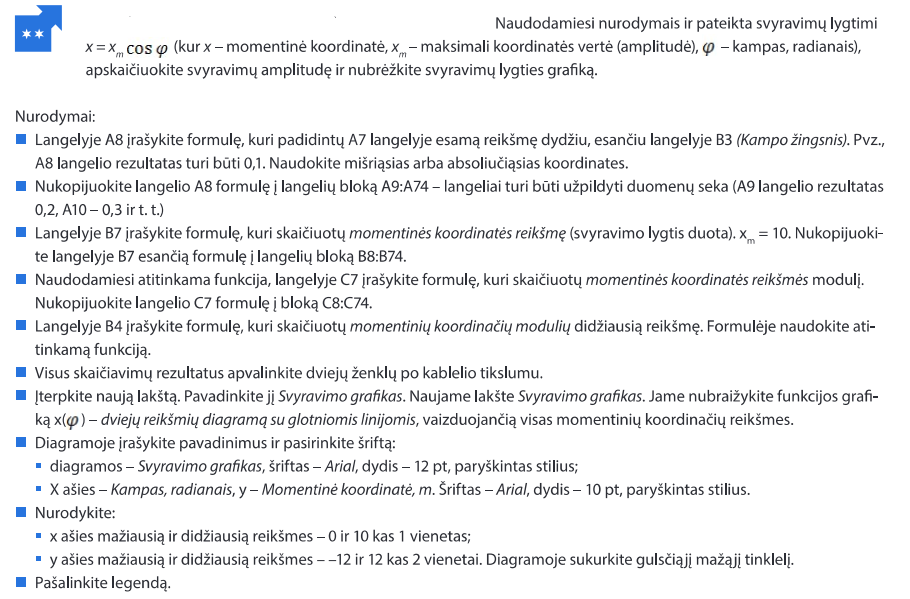 Naudodamiesi nurodymais ir pateikta svyravimų lygtimi
x = xₘ cos φ (kur x – momentinė koordinatė, xₘ – maksimali koordinatės vertė (amplitudė), φ – kampas, radianais),
apskaičiuokite svyravimų amplitudę ir nubrėžkite svyravimų lygties grafiką.
Nurodymai:
Langelyje A8 įrašykite formulę, kuri padidintų A7 langelyje esamą reikšmę dydžiu, esančiu langelyje B3 (Kampo žingsnis). Pvz.,
A8 langelio rezultatas turi būti 0,1. Naudokite mišriąsias arba absoliučiąsias koordinates.
Nukopijuokite langelio A8 formulę į langelių bloką A9:A74 – langeliai turi būti užpildyti duomenų seka (A9 langelio rezultatas
0,2, A10 – 0,3 ir t. t.)
Langelyje B7 įrašykite formulę, kuri skaičiuotų momentinės koordinatės reikšmę (svyravimo lygtis duota). xₘ = 10. Nukopijuoki-
te langelyje B7 esančią formulę į langelių bloką B8:B74.
Naudodamiesi atitinkama funkcija, langelyje C7 įrašykite formulę, kuri skaičiuotų momentinės koordinatės reikšmės modulį.
Nukopijuokite langelio C7 formulę į bloką C8:C74.
Langelyje B4 įrašykite formulę, kuri skaičiuotų momentinių koordinačių modulių didžiausią reikšmę. Formulėje naudokite ati-
tinkamą funkciją.
Visus skaičiavimų rezultatus apvalinkite dviejų ženklų po kablelio tikslumu.
Įterpkite naują lakštą. Pavadinkite jį Svyravimo grafikas. Naujame lakšte Svyravimo grafikas. Jame nubraižykite funkcijos grafi-
ką x(φ) – dviejų reikšmių diagramą su glotniomis linijomis, vaizduojančią visas momentinių koordinačių reikšmes.
Diagramoje įrašykite pavadinimus ir pasirinkite šriftą:
diagramos – Svyravimo grafikas, šriftas – Arial, dydis – 12 pt, paryškintas stilius;
X ašies – Kampas, radianais, y – Momentinė koordinatė, m. Šriftas – Arial, dydis – 10 pt, paryškintas stilius.
Nurodykite:
x ašies mažiausią ir didžiausią reikšmes – 0 ir 10 kas 1 vienetas;
y ašies mažiausią ir didžiausią reikšmes – –12 ir 12 kas 2 vienetai. Diagramoje sukurkite gulsčiąjį mažąjį tinklelį.
Pašalinkite legendą.